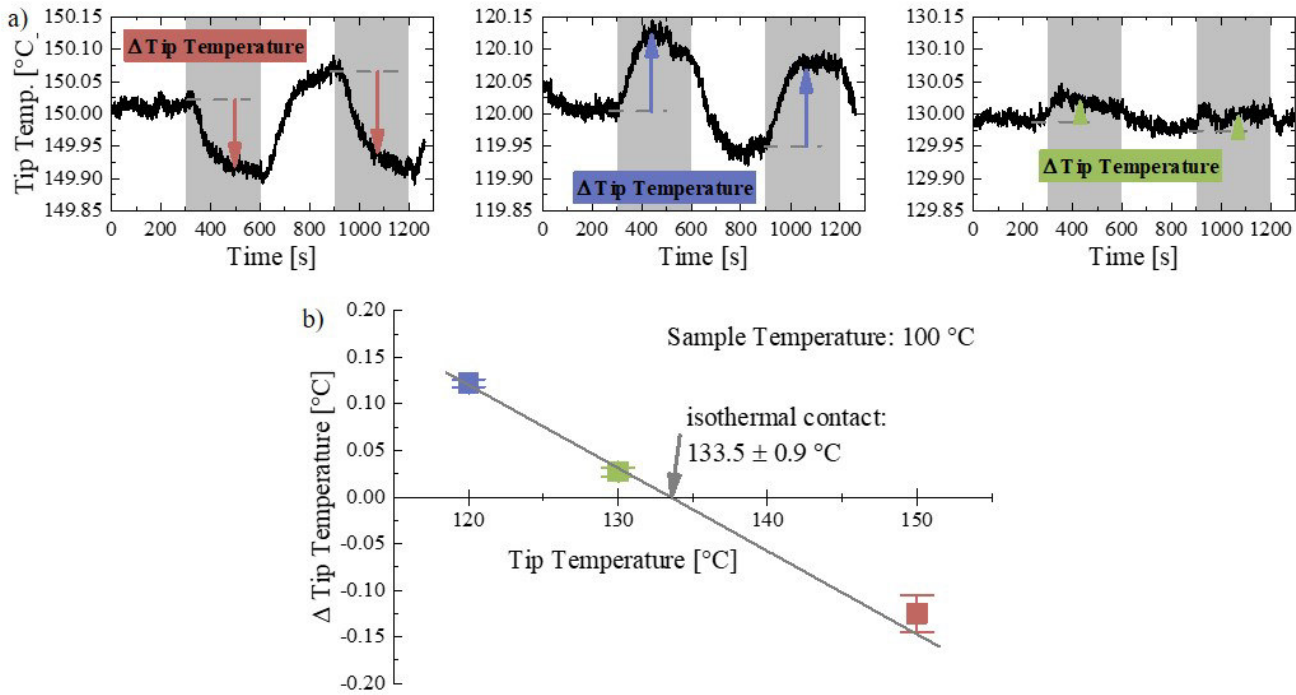 a)
Tip Temp. [°C]
150.15
150.10
150.05
150.00
149.95
149.90
149.85
Δ Tip Temperature
0 200 400 600 800 1000 1200
Time [s]
120.15
120.10
120.05
120.00
119.95
119.90
119.85
Δ Tip Temperature
0 200 400 600 800 1000 1200
Time [s]
130.15
130.10
130.05
130.00
129.95
129.90
129.85
Δ Tip Temperature
0 200 400 600 800 1000 1200
Time [s]
b)
Δ Tip Temperature [°C]
0.20
0.15
0.10
0.05
0.00
-0.05
-0.10
-0.15
-0.20
Sample Temperature: 100 °C
isothermal contact:
133.5 ± 0.9 °C
120 130 140 150
Tip Temperature [°C]